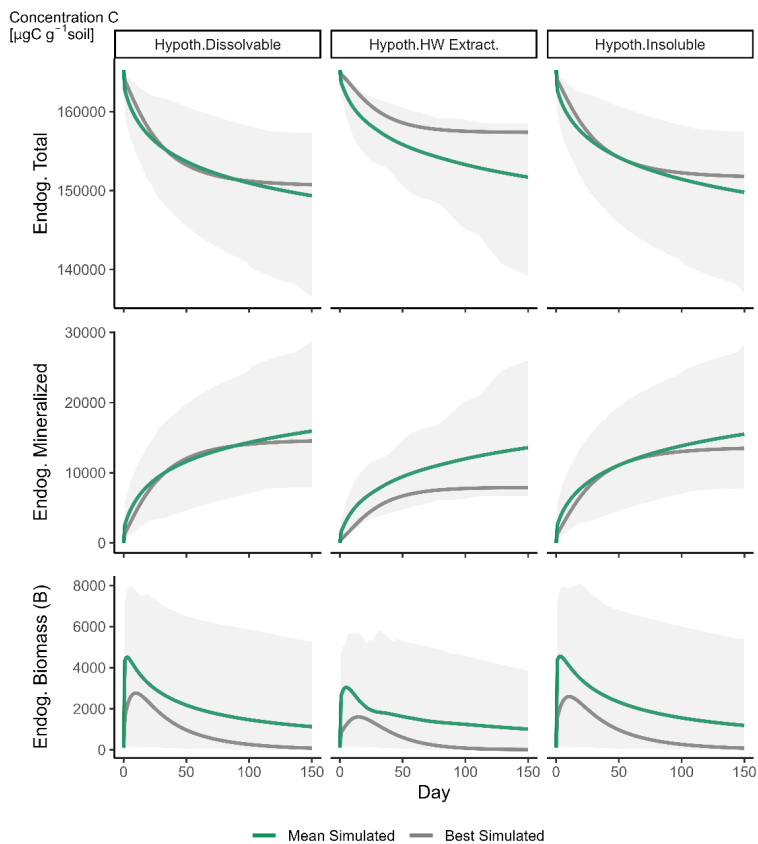 Concentration C
[µgC g⁻¹soil]
Hypoth.Dissolvable
Hypoth.HW Extract.
Hypoth.Insoluble
Endog. Total
160000
150000
140000
Endog. Mineralized
30000
20000
10000
0
Endog. Biomass (B)
8000
6000
4000
2000
0
0 50 100 150
0 50 100 150
0 50 100 150
Day
Mean Simulated
Best Simulated